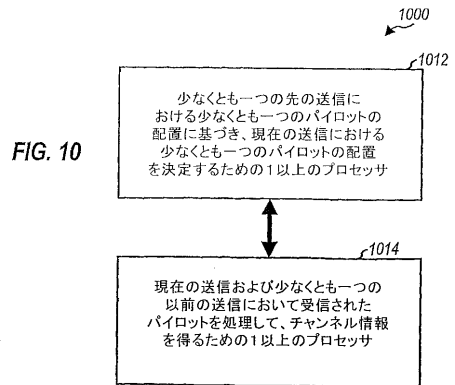 1000
1012
少なくとも一つの先の送信に
おける少なくとも一つのパイロットの
配置に基づき、現在の送信における
少なくとも一つのパイロットの配置
を決定するための1以上のプロセッサ
FIG. 10
1014
現在の送信および少なくとも一つの
以前の送信において受信された
パイロットを処理して、チャンネル情報
を得るための1以上のプロセッサ